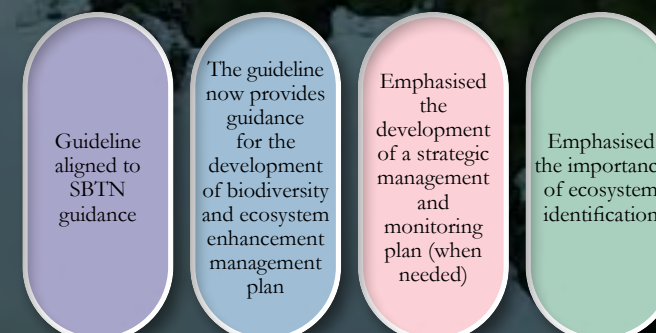 Guideline
aligned to
SBTN
guidance
The guideline
now provides
guidance
for the
development
of biodiversity
and ecosystem
enhancement
management
plan
Emphasised
the
development
of a strategic
management
and
monitoring
plan (when
needed)
Emphasised
the importanc
of ecosystem
identification